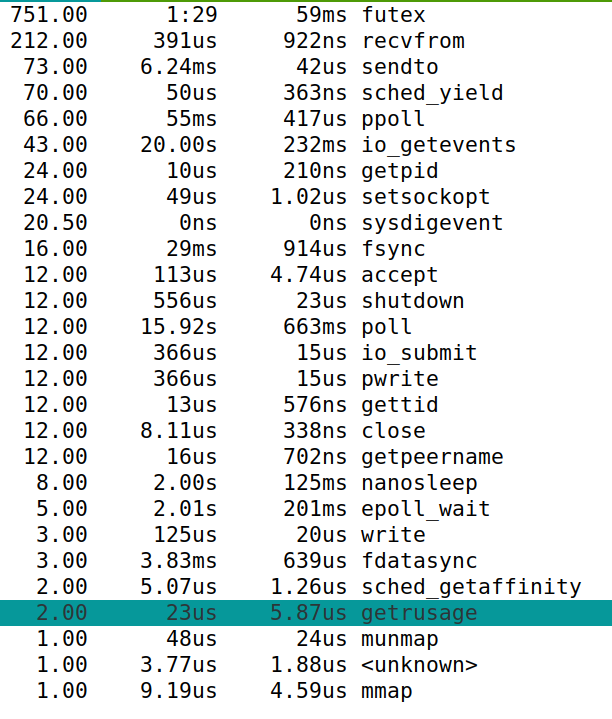 751.00 1:29 59ms futex
212.00 391us 922ns recvfrom
73.00 6.24ms 42us sendto
70.00 50us 363ns sched_yield
66.00 55ms 417us ppoll
43.00 20.00s 232ms io_getevents
24.00 10us 210ns getpid
24.00 49us 1.02us setsockopt
20.50 0ns 0ns sysdigevent
16.00 29ms 914us fsync
12.00 113us 4.74us accept
12.00 556us 23us shutdown
12.00 15.92s 663ms poll
12.00 366us 15us io_submit
12.00 366us 15us pwrite
12.00 13us 576ns gettid
12.00 8.11us 338ns close
12.00 16us 702ns getpeername
8.00 2.00s 125ms nanosleep
5.00 2.01s 201ms epoll_wait
3.00 125us 20us write
3.00 3.83ms 639us fdatasync
2.00 5.07us 1.26us sched_getaffinity
2.00 23us 5.87us getrusage
1.00 48us 24us munmap
1.00 3.77us 1.88us <unknown>
1.00 9.19us 4.59us mmap